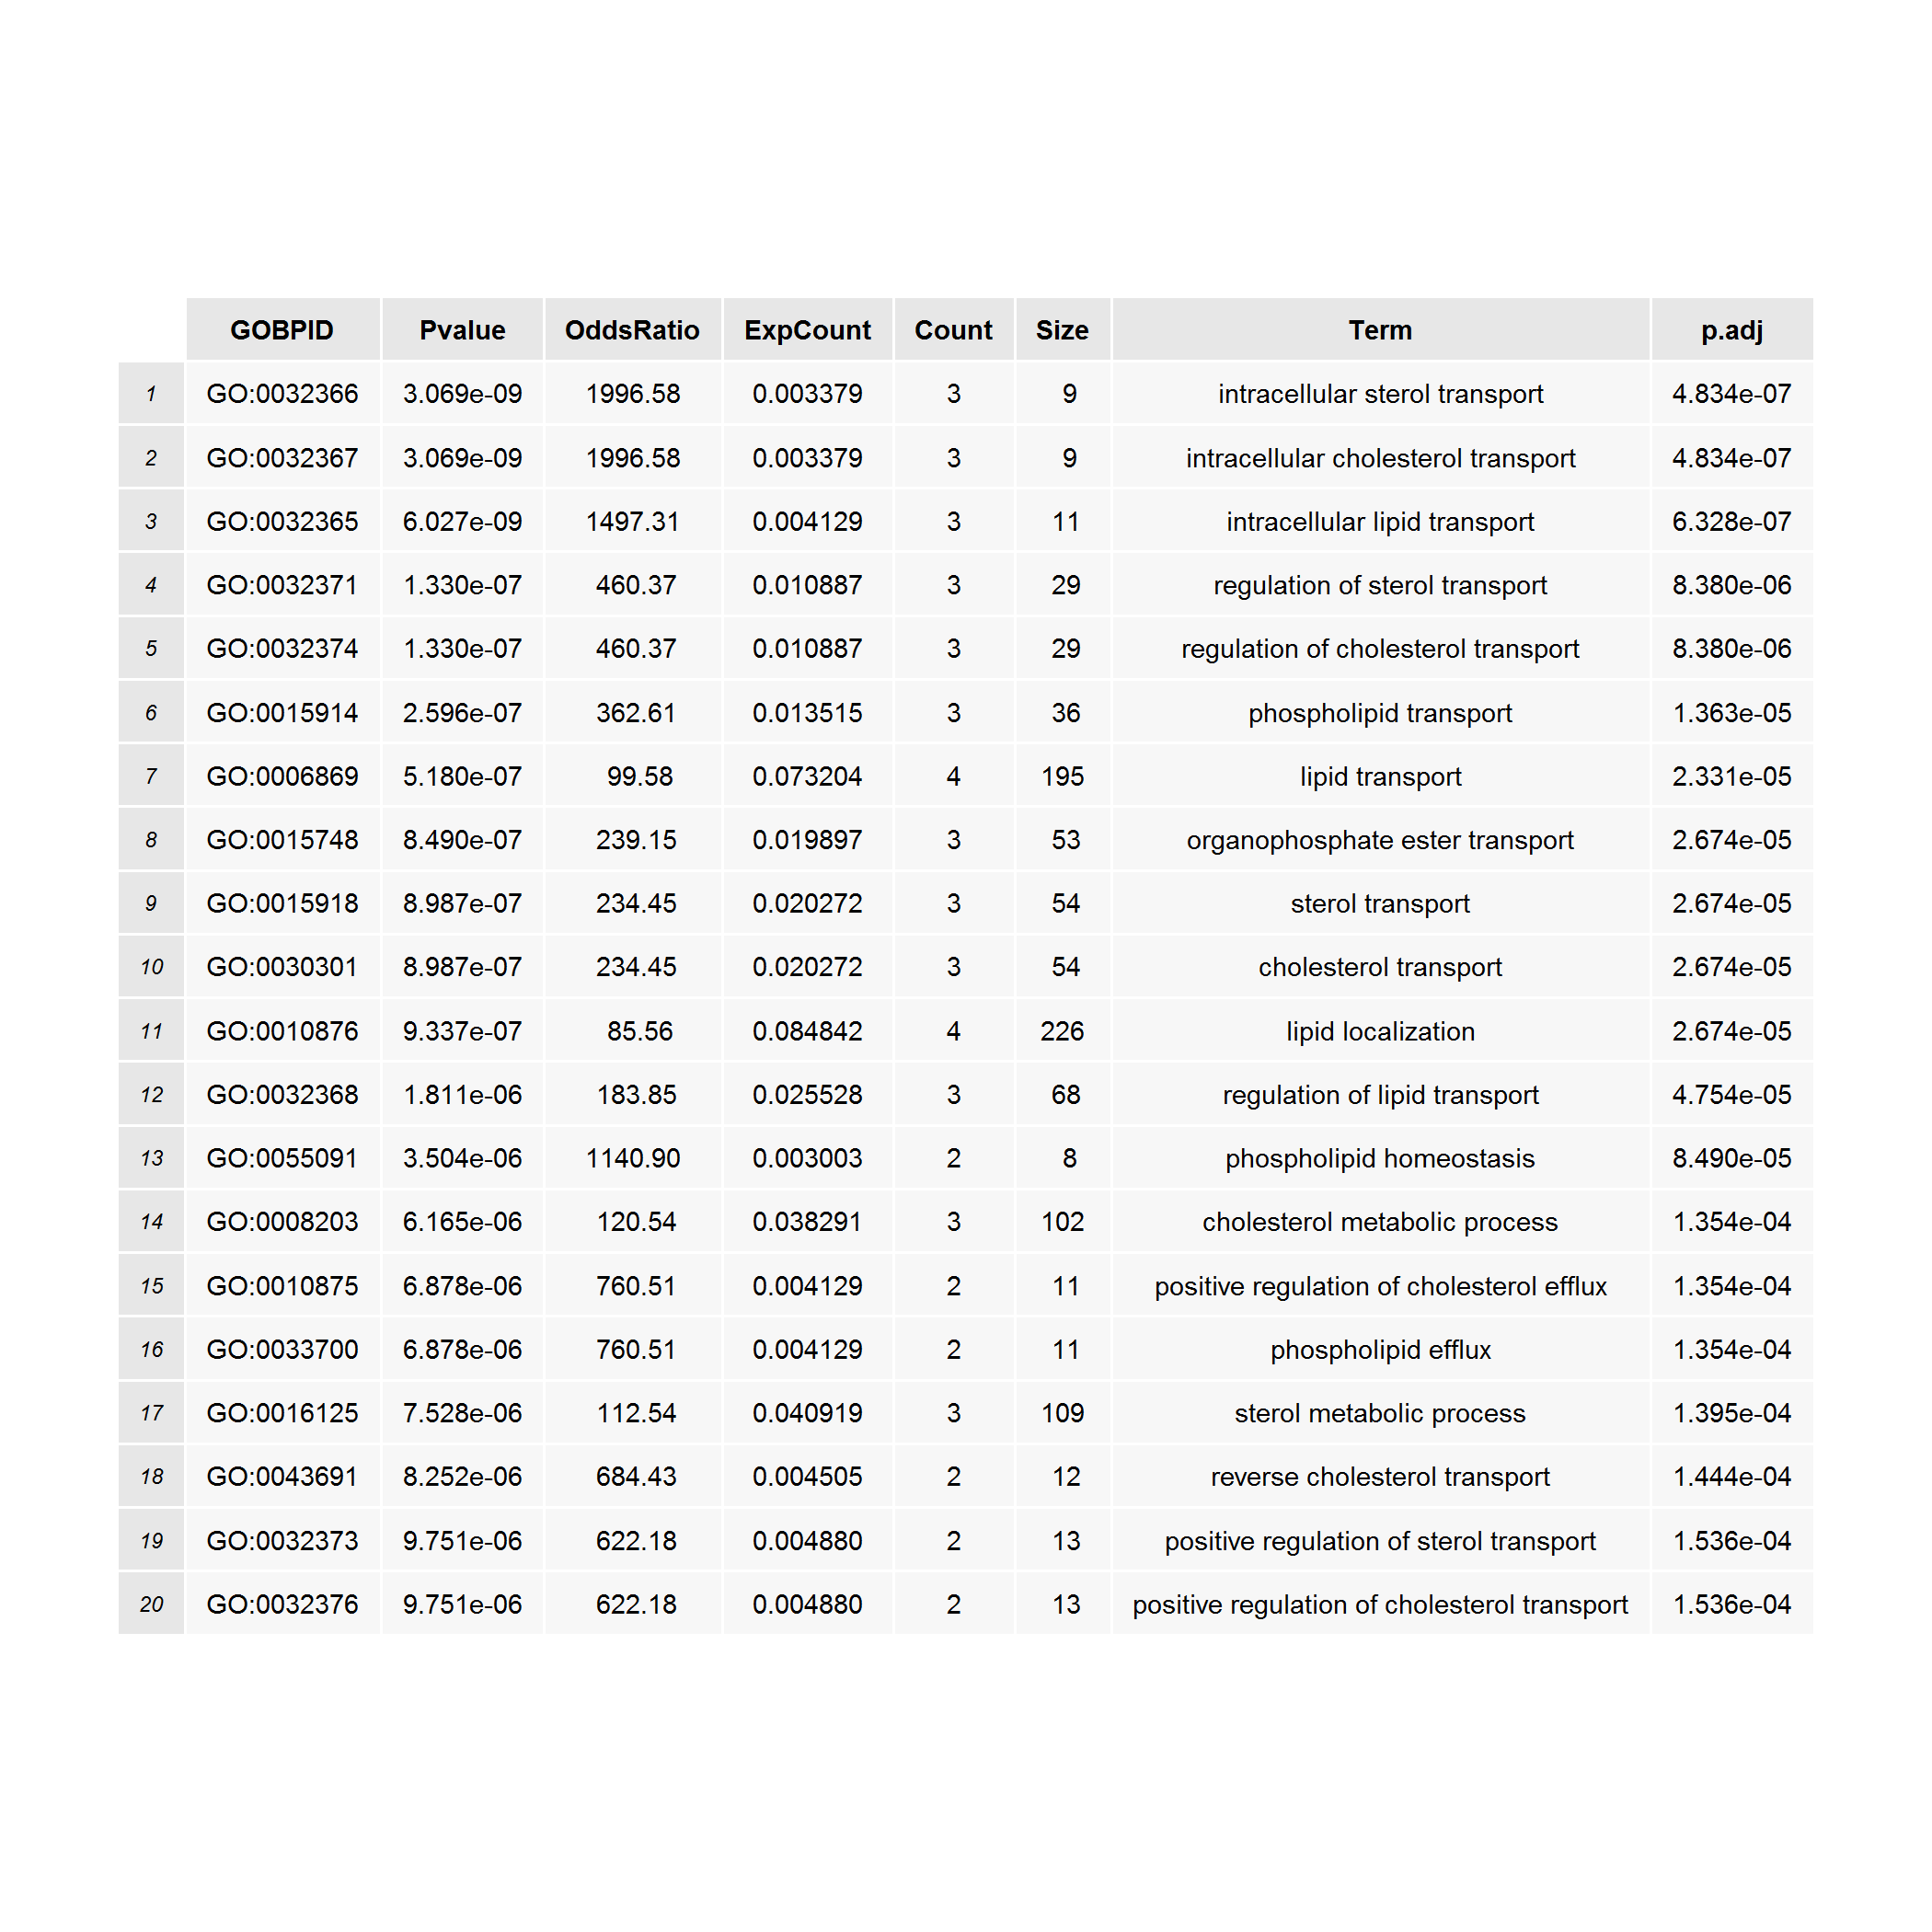 GOBPID Pvalue OddsRatio ExpCount Count Size Term p.adj
1 GO:0032366 3.069e-09 1996.58 0.003379 3 9 intracellular sterol transport 4.834e-07
2 GO:0032367 3.069e-09 1996.58 0.003379 3 9 intracellular cholesterol transport 4.834e-07
3 GO:0032365 6.027e-09 1497.31 0.004129 3 11 intracellular lipid transport 6.328e-07
4 GO:0032371 1.330e-07 460.37 0.010887 3 29 regulation of sterol transport 8.380e-06
5 GO:0032374 1.330e-07 460.37 0.010887 3 29 regulation of cholesterol transport 8.380e-06
6 GO:0015914 2.596e-07 362.61 0.013515 3 36 phospholipid transport 1.363e-05
7 GO:0006869 5.180e-07 99.58 0.073204 4 195 lipid transport 2.331e-05
8 GO:0015748 8.490e-07 239.15 0.019897 3 53 organophosphate ester transport 2.674e-05
9 GO:0015918 8.987e-07 234.45 0.020272 3 54 sterol transport 2.674e-05
10 GO:0030301 8.987e-07 234.45 0.020272 3 54 cholesterol transport 2.674e-05
11 GO:0010876 9.337e-07 85.56 0.084842 4 226 lipid localization 2.674e-05
12 GO:0032368 1.811e-06 183.85 0.025528 3 68 regulation of lipid transport 4.754e-05
13 GO:0055091 3.504e-06 1140.90 0.003003 2 8 phospholipid homeostasis 8.490e-05
14 GO:0008203 6.165e-06 120.54 0.038291 3 102 cholesterol metabolic process 1.354e-04
15 GO:0010875 6.878e-06 760.51 0.004129 2 11 positive regulation of cholesterol efflux 1.354e-04
16 GO:0033700 6.878e-06 760.51 0.004129 2 11 phospholipid efflux 1.354e-04
17 GO:0016125 7.528e-06 112.54 0.040919 3 109 sterol metabolic process 1.395e-04
18 GO:0043691 8.252e-06 684.43 0.004505 2 12 reverse cholesterol transport 1.444e-04
19 GO:0032373 9.751e-06 622.18 0.004880 2 13 positive regulation of sterol transport 1.536e-04
20 GO:0032376 9.751e-06 622.18 0.004880 2 13 positive regulation of cholesterol transport 1.536e-04